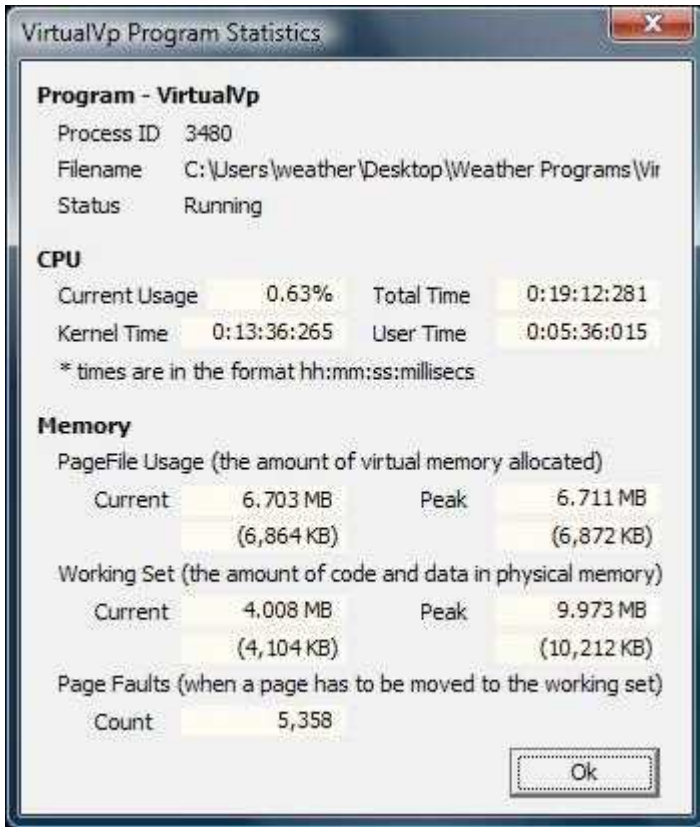 VirtualVp Program Statistics
Program - VirtualVp
Process ID 3480
Filename C:\Users\weather\Desktop\Weather Programs\Vir
Status Running
CPU
Current Usage 0.63% Total Time 0:19:12:281
Kernel Time 0:13:36:265 User Time 0:05:36:015
* times are in the format hh:mm:ss:millisecs
Memory
PageFile Usage (the amount of virtual memory allocated)
Current 6.703 MB Peak 6.711 MB
(6,864 KB) (6,872 KB)
Working Set (the amount of code and data in physical memory)
Current 4.008 MB Peak 9.973 MB
(4,104 KB) (10,212 KB)
Page Faults (when a page has to be moved to the working set)
Count 5,358
Ok